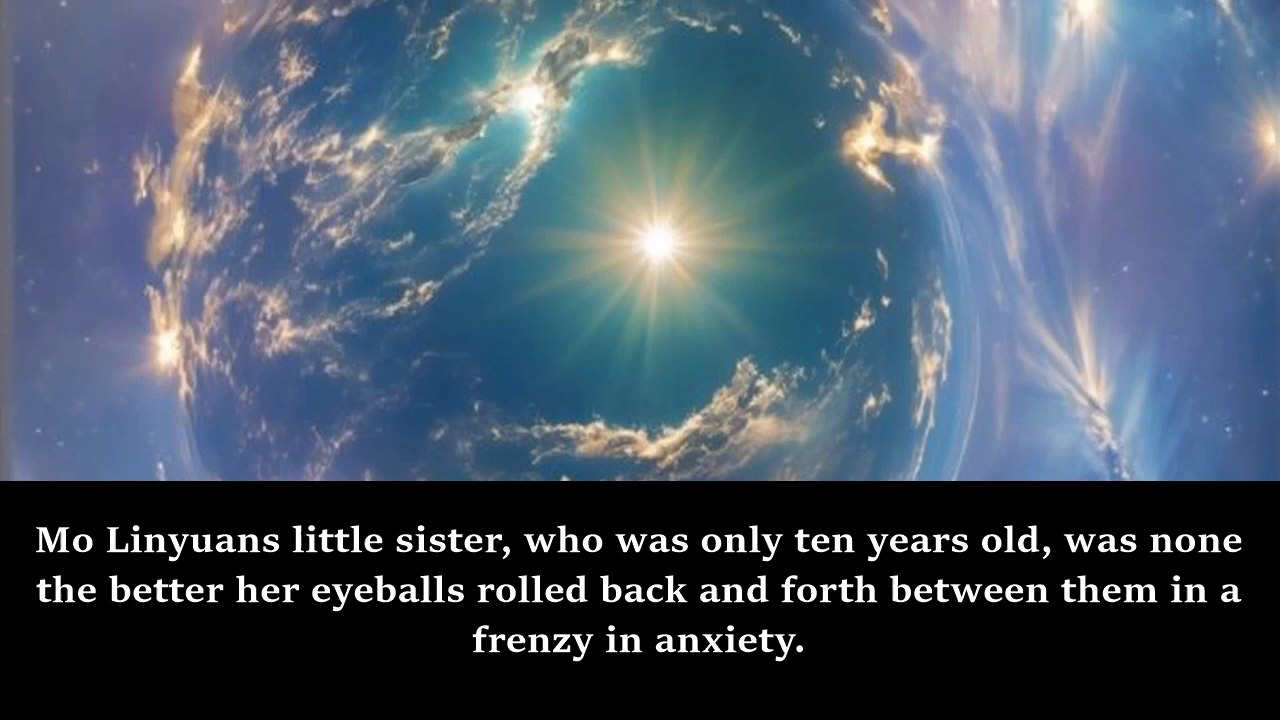 Mo Linyuans little sister, who was only ten years old, was none
the better her eyeballs rolled back and forth between them in a
frenzy in anxiety.